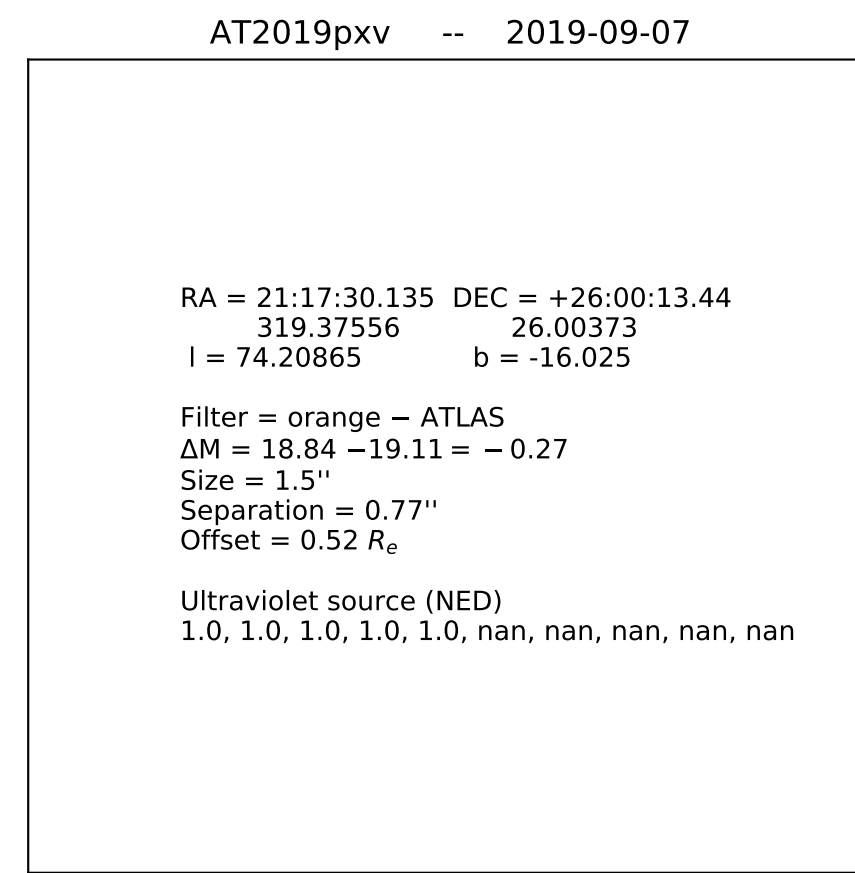 AT2019pxv -- 2019-09-07
RA = 21:17:30.135 DEC = +26:00:13.44
319.37556 26.00373
l = 74.20865 b = -16.025
Filter = orange − ATLAS
ΔM = 18.84 −19.11 = − 0.27
Size = 1.5''
Separation = 0.77''
Offset = 0.52 Re
Ultraviolet source (NED)
1.0, 1.0, 1.0, 1.0, 1.0, nan, nan, nan, nan, nan